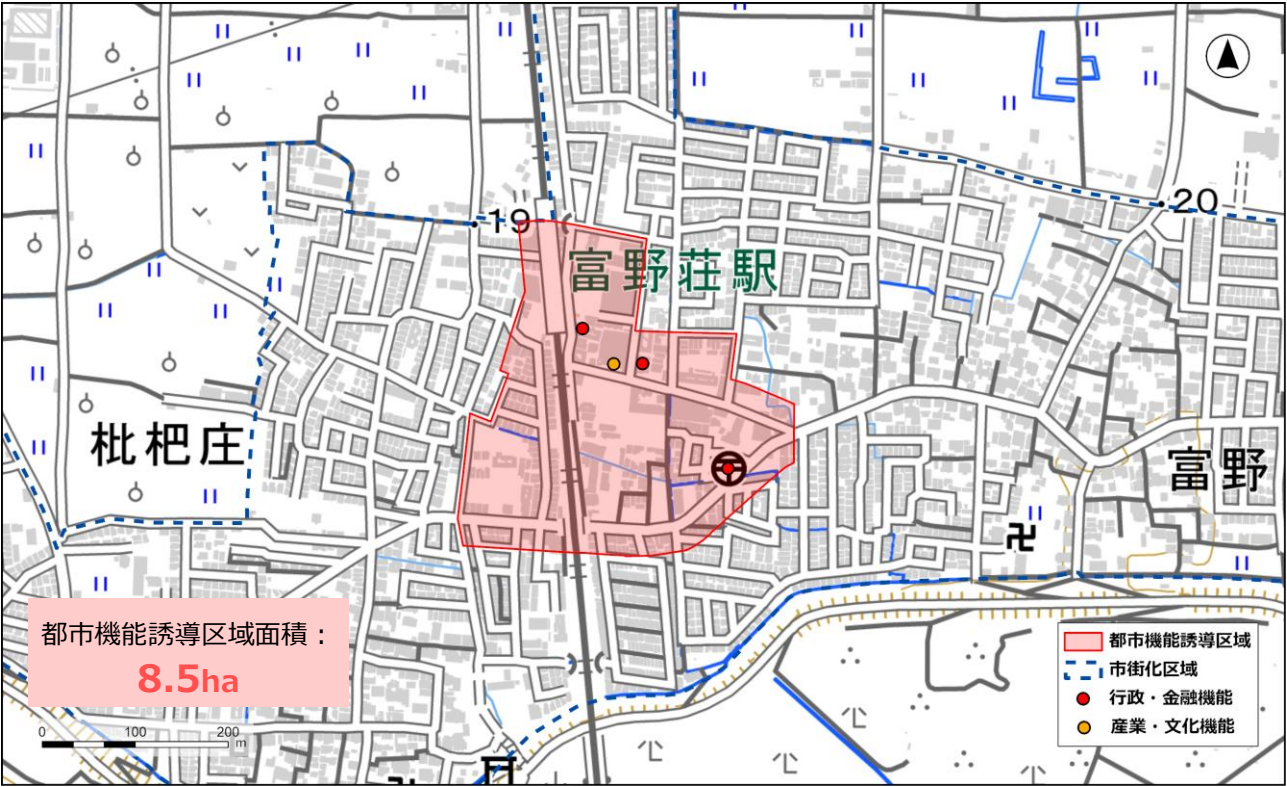 19
20
富野荘駅
枇杷庄
富野
都市機能誘導区域面積：
8.5ha
0 100 200 m
都市機能誘導区域
市街化区域
行政・金融機能
産業・文化機能